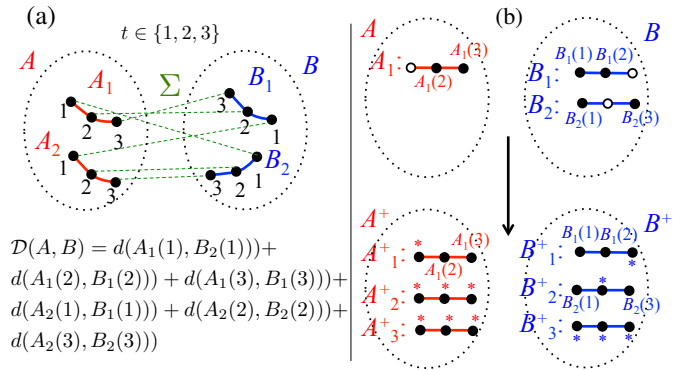 (a)
t ∈ {1, 2, 3}
A
A₁
Σ
B₁
B
1
2
3
3
2
1
A₂
B₂
1
2
3
3
2
1
𝒟(A, B) = d(A₁(1), B₂(1)))+
d(A₁(2), B₁(2))) + d(A₁(3), B₁(3)))+
d(A₂(1), B₁(1))) + d(A₂(2), B₂(2)))+
d(A₂(3), B₂(3)))
(b)
A
A₁:
A₁(3)
A₁(2)
B₁(1) B₁(2)
B
B₁:
B₂:
B₂(1) B₂(3)
A⁺
* A₁(3)
A⁺₁:
A₁(2)
* * *
A⁺₂:
* * *
A⁺₃:
B⁺
B₁(1) B₁(2)
B⁺₁:
*
*
B⁺₂:
B₂(1) B₂(3)
B⁺₃:
* * *